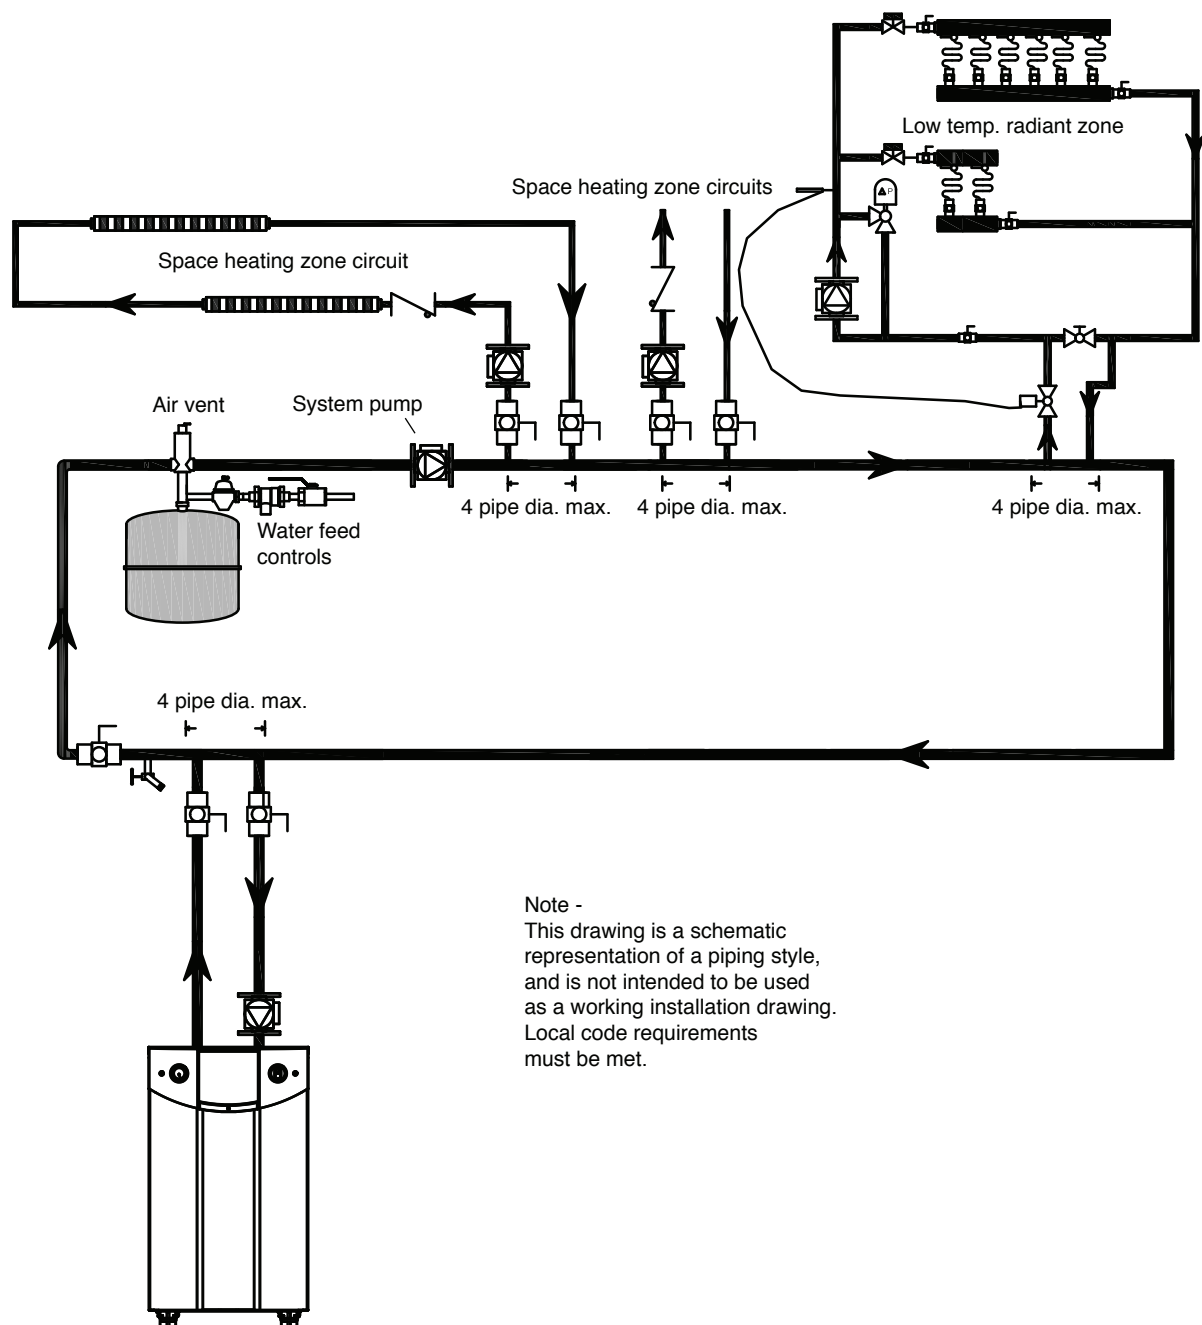 Low temp. radiant zone
Space heating zone circuits
P
Space heating zone circuit
Air vent
System pump
4 pipe dia. max.
4 pipe dia. max.
4 pipe dia. max.
Water feed
controls
4 pipe dia. max.
Note -
This drawing is a schematic
representation of a piping style,
and is not intended to be used
as a working installation drawing.
Local code requirements
must be met.